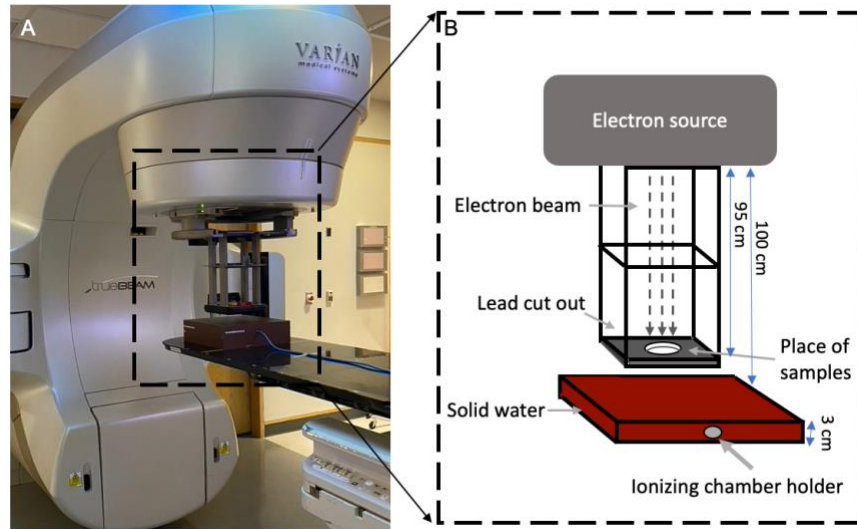 A
VARIAN
medical systems
trueBEAM
B
Electron source
Electron beam
95 cm
100 cm
Lead cut out
Place of
samples
Solid water
3 cm
Ionizing chamber holder